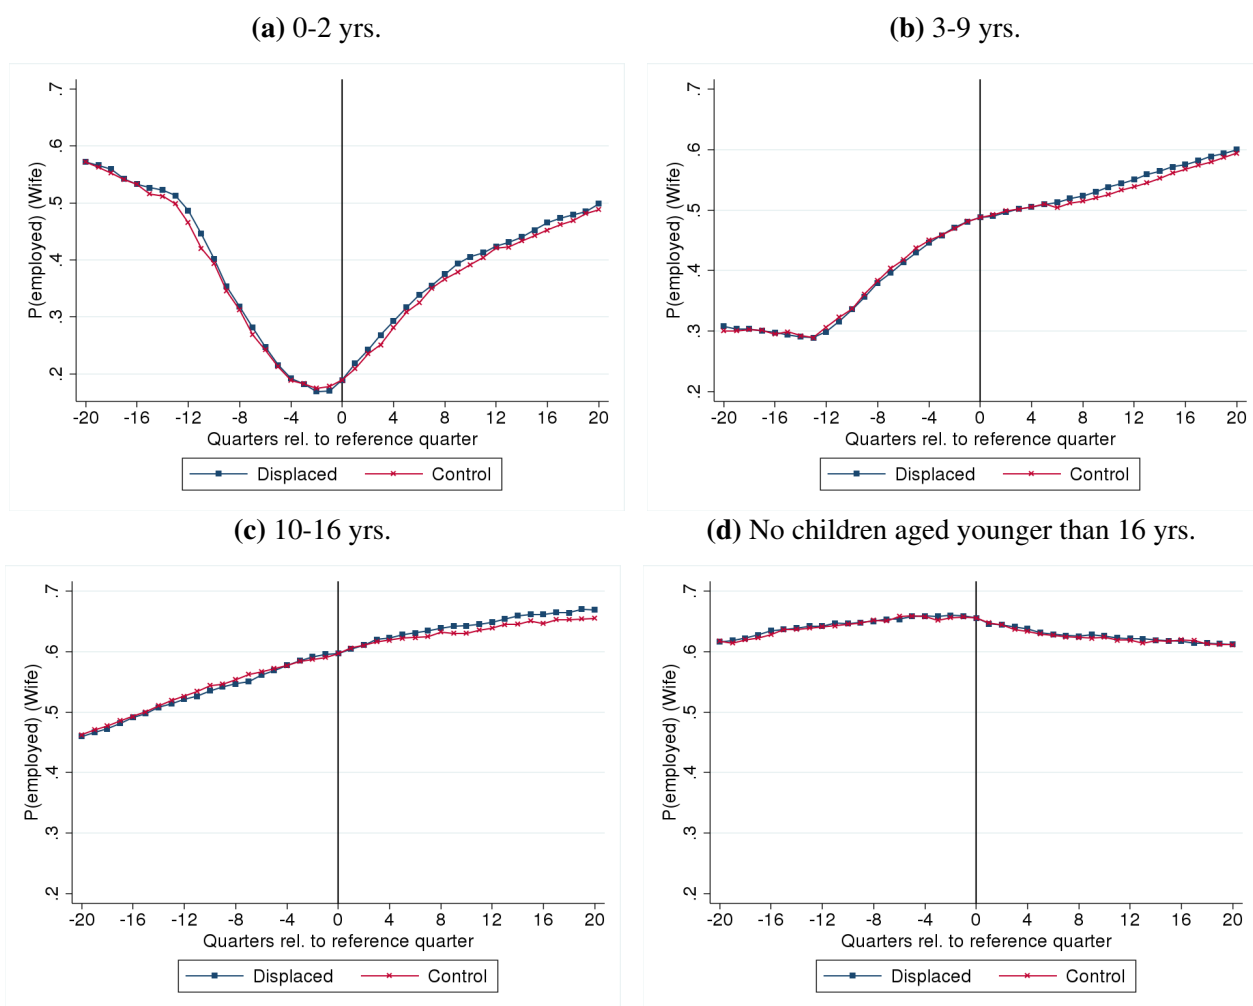 (a) 0-2 yrs.
P(employed) (Wife)
.7
.6
.5
.4
.3
.2
-20 -16 -12 -8 -4 0 4 8 12 16 20
Quarters rel. to reference quarter
Displaced Control
(b) 3-9 yrs.
P(employed) (Wife)
.7
.6
.5
.4
.3
.2
-20 -16 -12 -8 -4 0 4 8 12 16 20
Quarters rel. to reference quarter
Displaced Control
(c) 10-16 yrs.
P(employed) (Wife)
.7
.6
.5
.4
.3
.2
-20 -16 -12 -8 -4 0 4 8 12 16 20
Quarters rel. to reference quarter
Displaced Control
(d) No children aged younger than 16 yrs.
P(employed) (Wife)
.7
.6
.5
.4
.3
.2
-20 -16 -12 -8 -4 0 4 8 12 16 20
Quarters rel. to reference quarter
Displaced Control